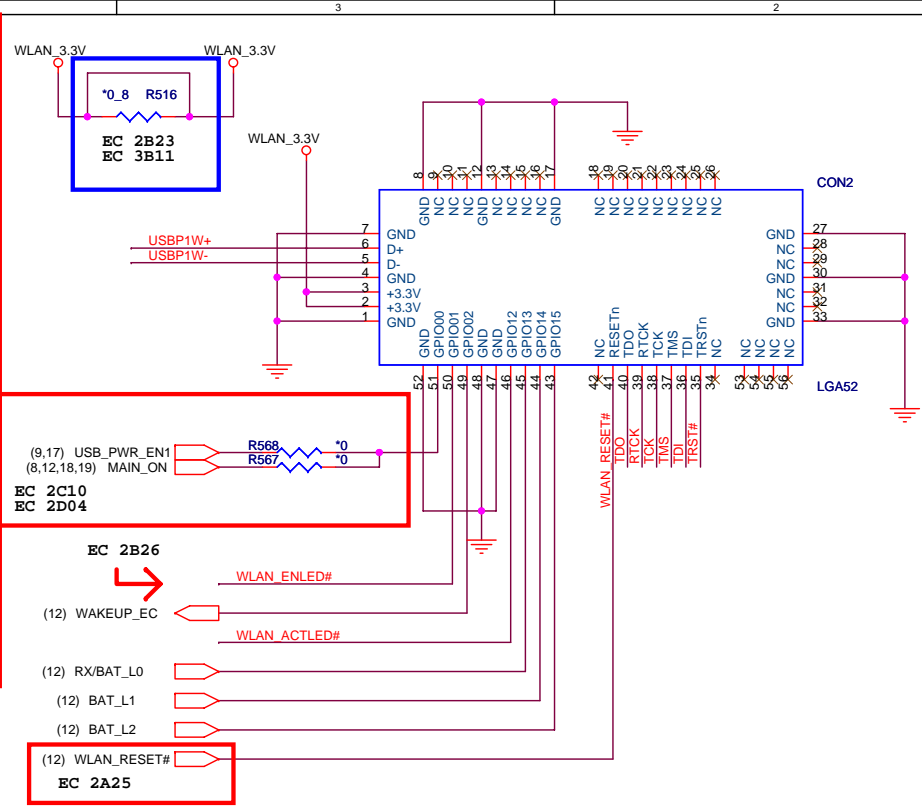 3 2
WLAN_3.3V WLAN_3.3V
*0_8 R516
EC 2B23
EC 3B11
WLAN_3.3V
8 9 10 11 12 13 14 15 16 17 18 19 20 21 22 23 24 25 26
GND NC NC NC GND NC NC NC NC GND NC NC NC NC NC NC NC NC NC
CON2
7 GND GND 27
USBP1W+ 6 D+ NC 28
USBP1W- 5 D- NC 29
4 GND GND 30
3 +3.3V NC 31
2 +3.3V NC 32
1 GND GND 33
GND GPIO00 GPIO01 GPIO02 GND GND GPIO12 GPIO13 GPIO14 GPIO15 NC RESETn TDO RTCK TCK TMS TDI TRSTn NC NC NC NC NC
52 51 50 49 48 47 46 45 44 43 42 41 40 39 38 37 36 35 34 53 54 55 56
LGA52
WLAN_RESET# TDO RTCK TCK TMS TDI TRST#
(9,17) USB_PWR_EN1 R568 *0
(8,12,18,19) MAIN_ON R567 *0
EC 2C10
EC 2D04
EC 2B26
WLAN_ENLED#
(12) WAKEUP_EC
WLAN_ACTLED#
(12) RX/BAT_L0
(12) BAT_L1
(12) BAT_L2
(12) WLAN_RESET#
EC 2A25